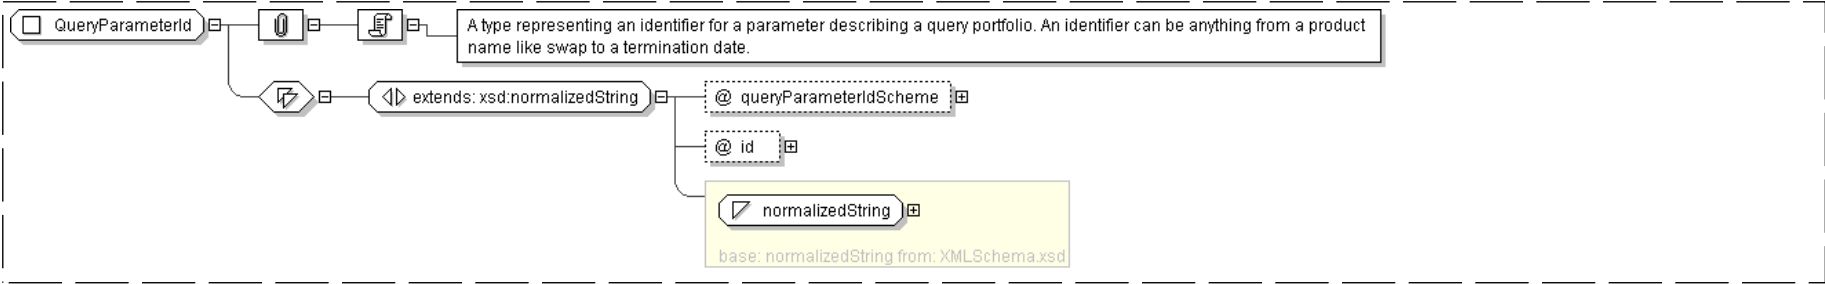 QueryParameterId
A type representing an identifier for a parameter describing a query portfolio. An identifier can be anything from a product
name like swap to a termination date.
extends: xsd:normalizedString
@ queryParameterIdScheme
@ id
normalizedString
base: normalizedString from: XMLSchema.xsd